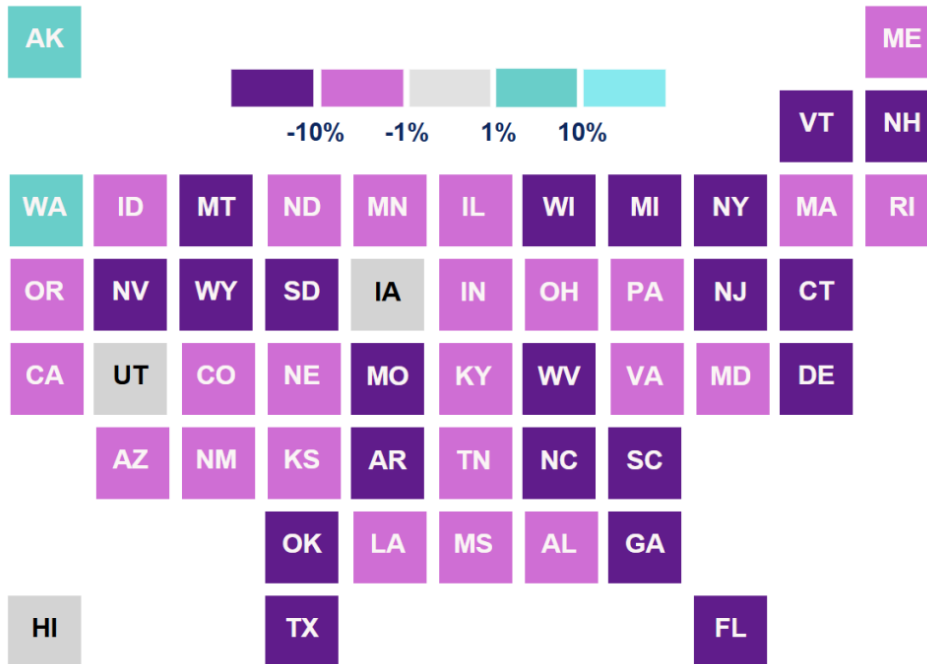 AK ME
-10% -1% 1% 10%
VT NH
WA ID MT ND MN IL WI MI NY MA RI
OR NV WY SD IA IN OH PA NJ CT
CA UT CO NE MO KY WV VA MD DE
AZ NM KS AR TN NC SC
OK LA MS AL GA
HI TX FL